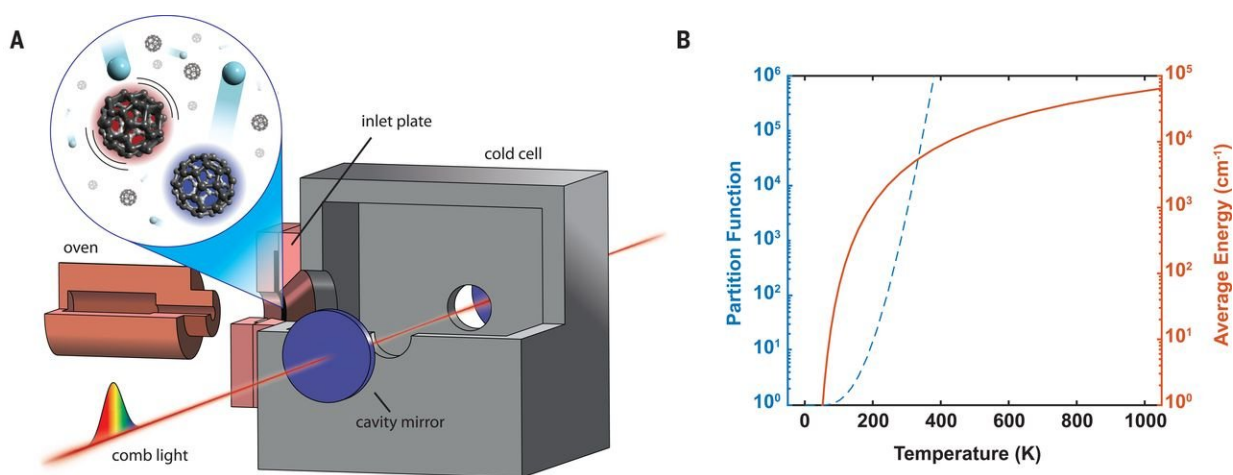 A
inlet plate
cold cell
oven
cavity mirror
comb light
B
Partition Function
10⁶
10⁵
10⁴
10³
10²
10¹
10⁰
0
200
400
600
800
1000
Temperature (K)
10⁵
10⁴
10³
10²
10¹
10⁰
Average Energy (cm⁻¹)